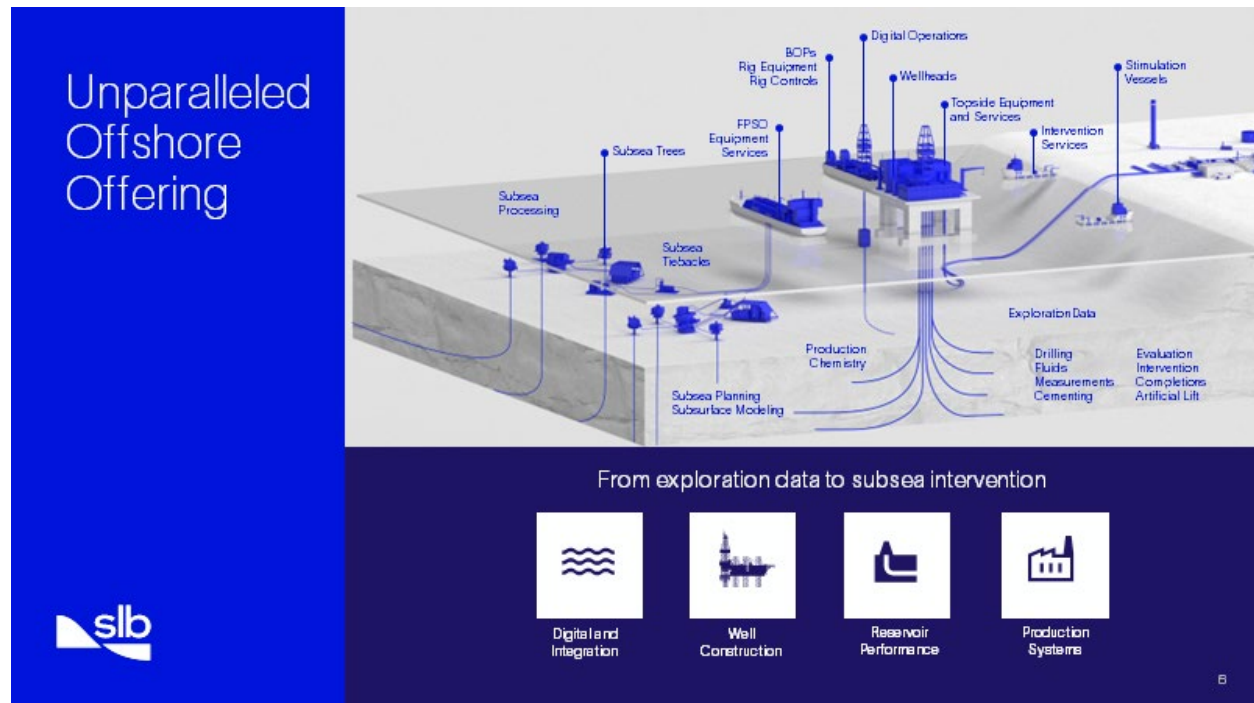 Unparalleled
Offshore
Offering
Digital Operations
BOPs
Rig Equipment
Rig Controls
Wellheads
Stimulation
Vessels
Topside Equipment
and Services
FPSO
Equipment
Services
Intervention
Services
Subsea Trees
Subsea
Processing
Subsea
Tiebacks
Exploration Data
Production
Chemistry
Drilling
Fluids
Measurements
Cementing
Evaluation
Intervention
Completions
Artificial Lift
Subsea Planning
Subsurface Modeling
From exploration data to subsea intervention
Digital and
Integration
Well
Construction
Reservoir
Performance
Production
Systems
slb